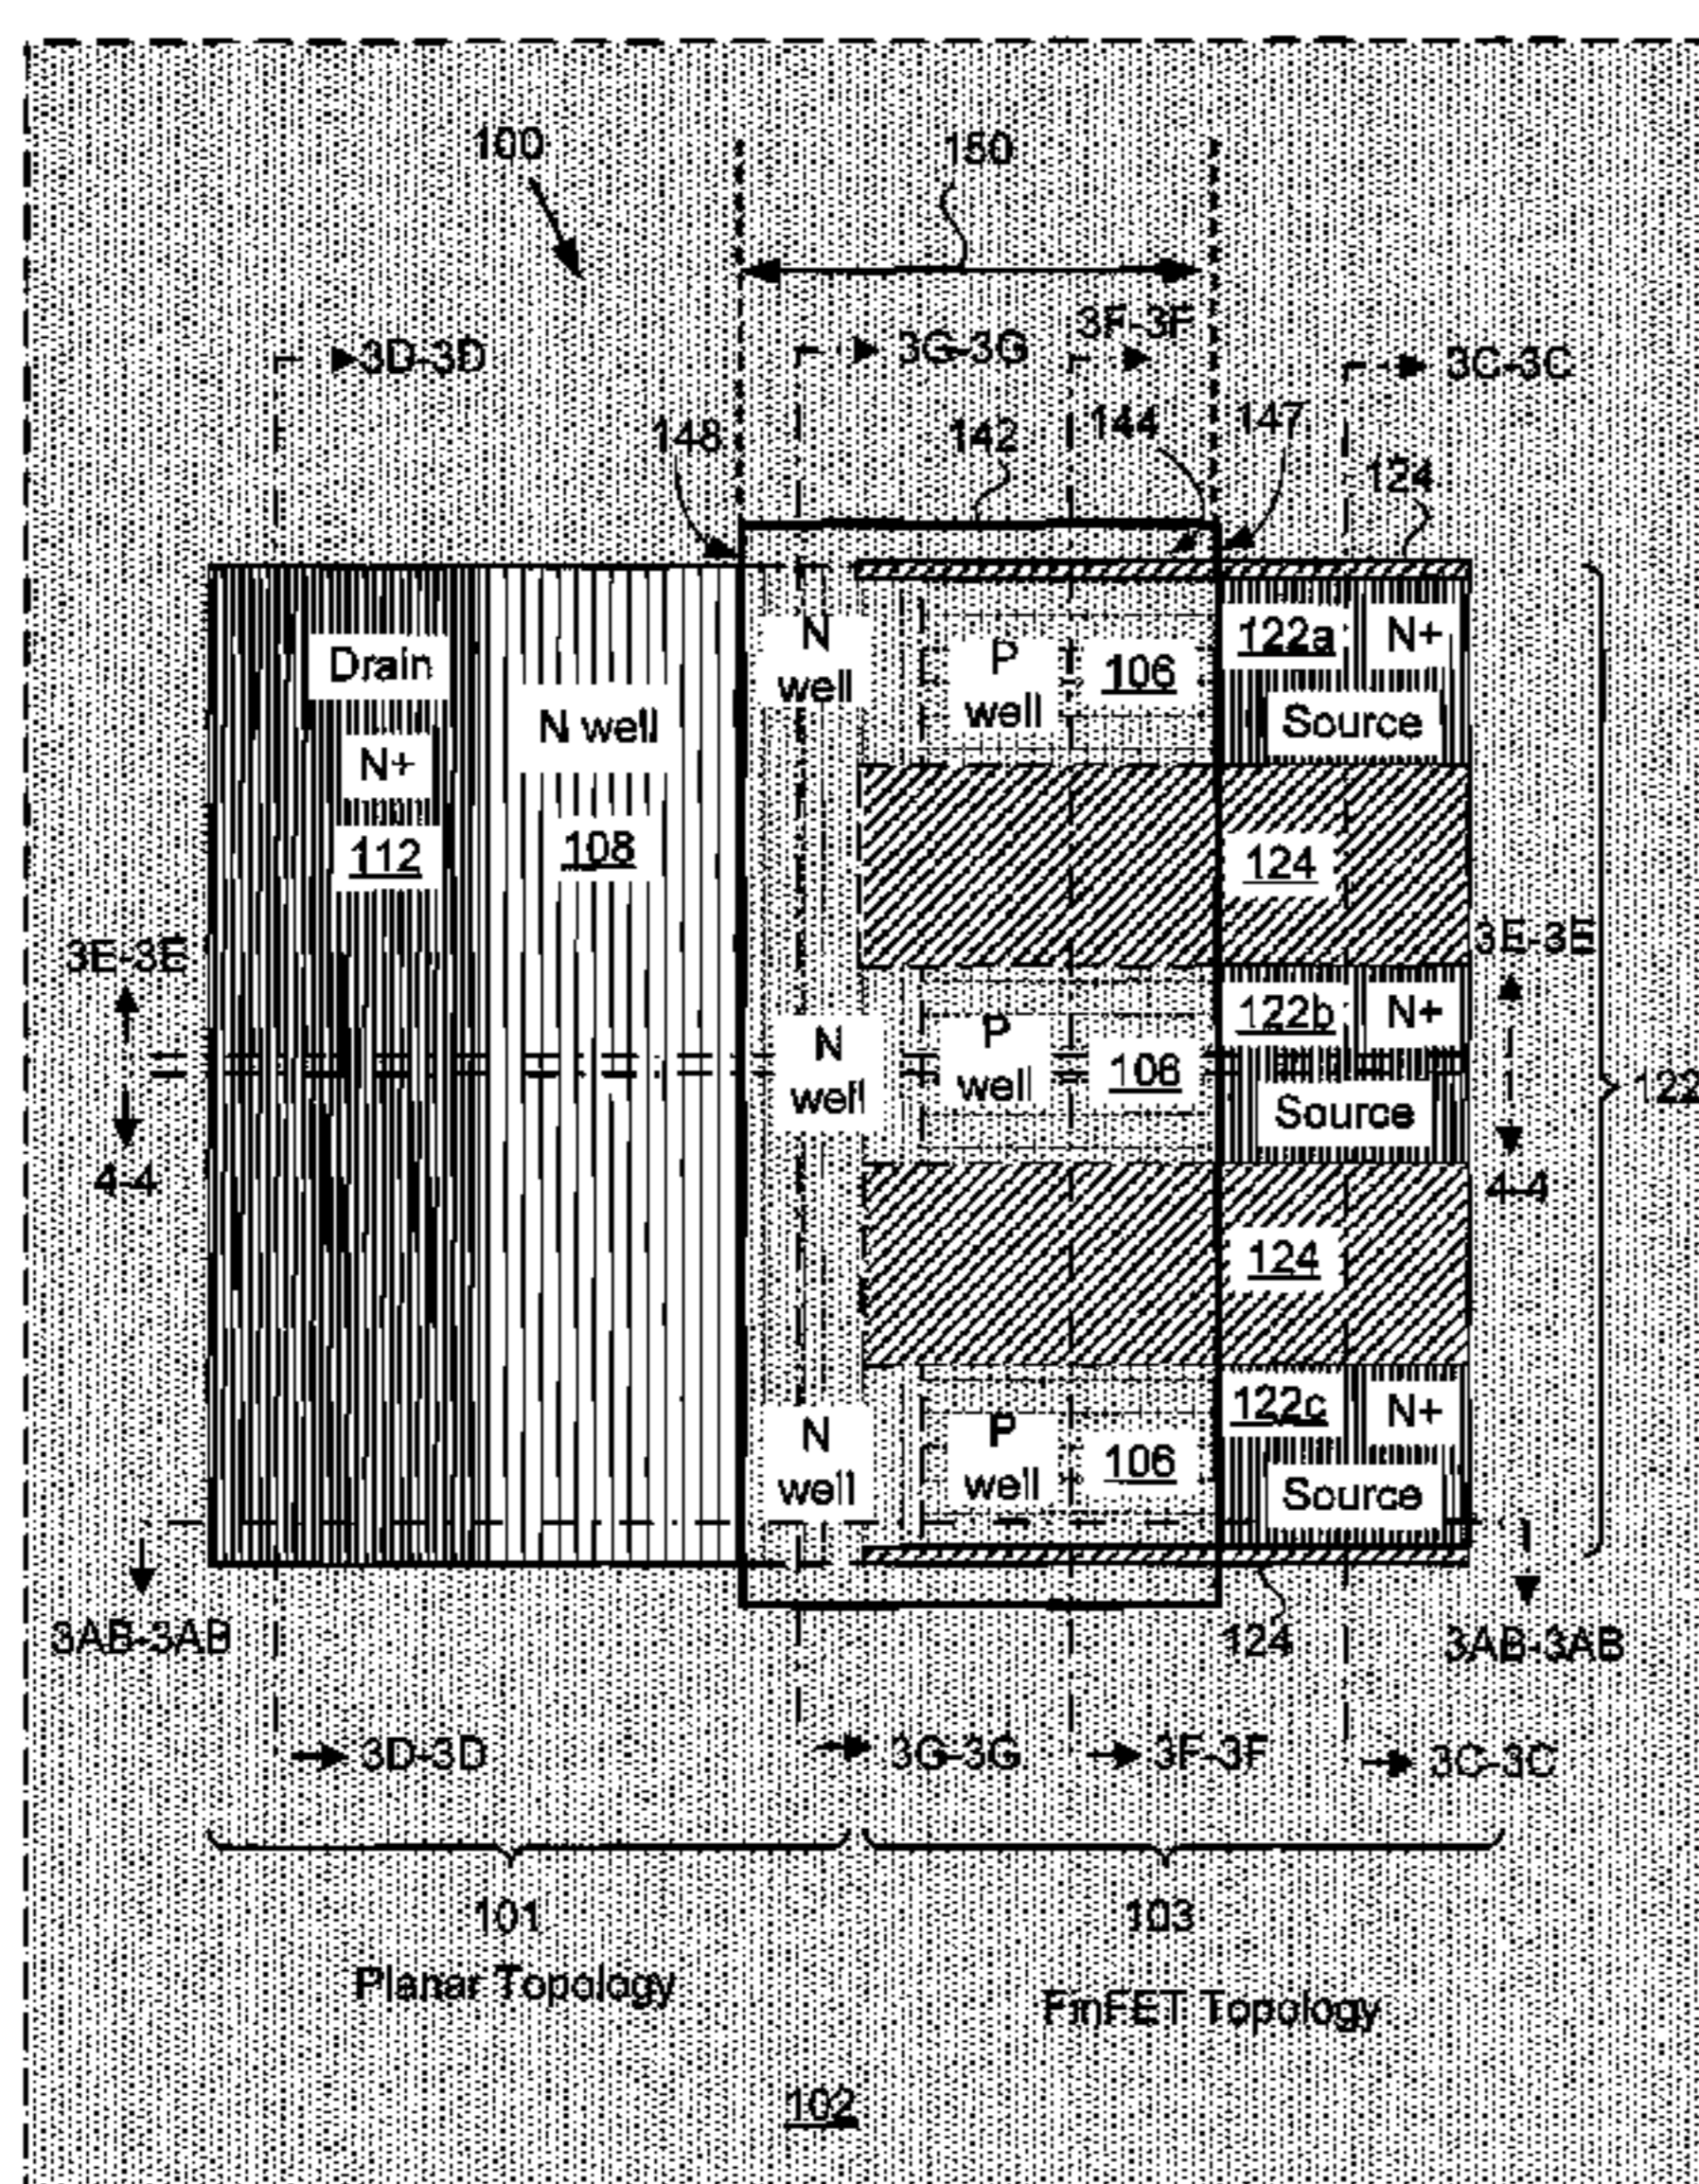 100
150
3F-3F
3D-3D
3G-3G
3C-3C
148
142
144
147
124
N
well
P
well
106
122a
N+
Source
Drain
N+
112
N well
108
124
3E-3E
3E-3E
122b
N+
N
well
P
well
106
Source
122
4-4
4-4
124
122c
N+
N
well
P
well
106
Source
3AB-3AB
124
3AB-3AB
3D-3D
3G-3G
3F-3F
3C-3C
101
103
Planar Topology
FinFET Topology
102